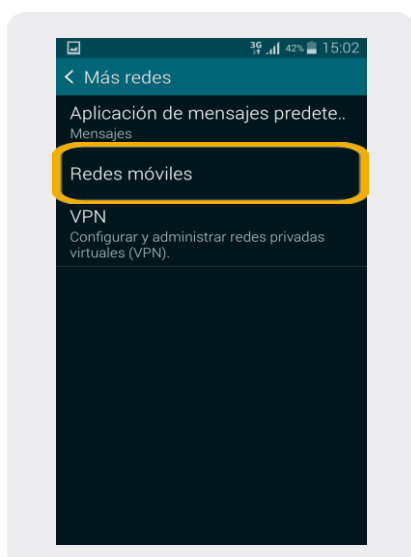 3G 42% 15:02
< Más redes
Aplicación de mensajes predete..
Mensajes
Redes móviles
VPN
Configurar y administrar redes privadas
virtuales (VPN).